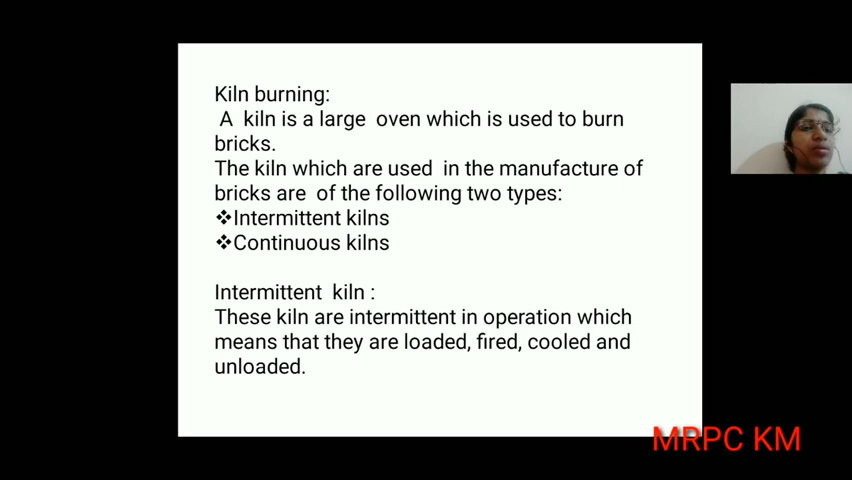 Kiln burning:
A kiln is a large oven which is used to burn
bricks.
The kiln which are used in the manufacture of
bricks are of the following two types:
❖Intermittent kilns
❖Continuous kilns
Intermittent kiln :
These kiln are intermittent in operation which
means that they are loaded, fired, cooled and
unloaded.
MRPC KM